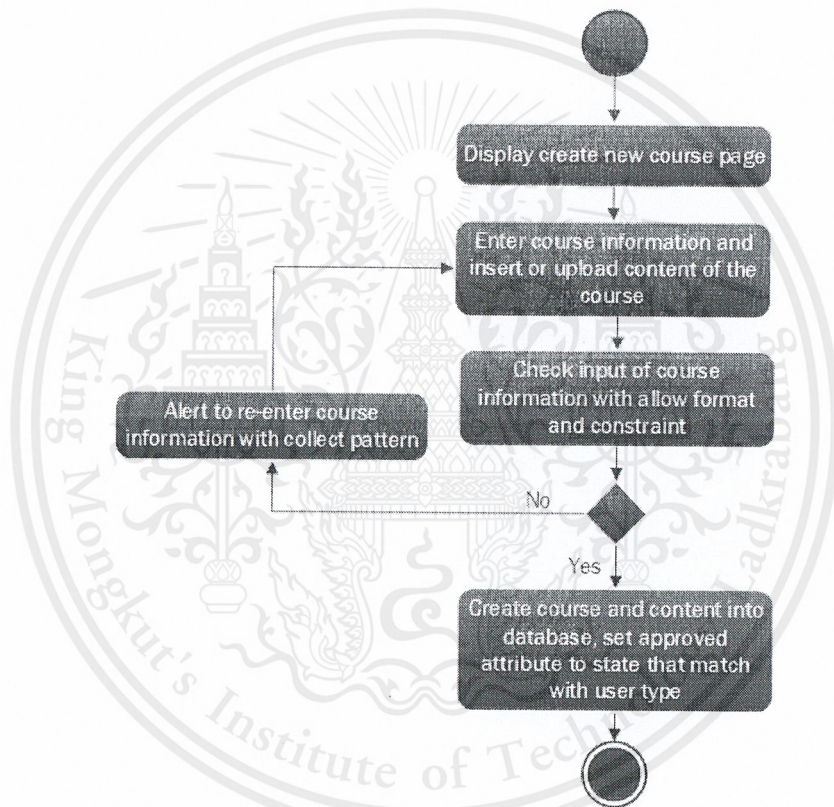 Display create new course page
Enter course information and
insert or upload content of the
course
Check input of course
information with allow format
and constraint
Alert to re-enter course
information with collect pattern
No
Yes
Create course and content into
database, set approved
attribute to state that match
with user type
King Mongkut's Institute of Technology Ladkrabang